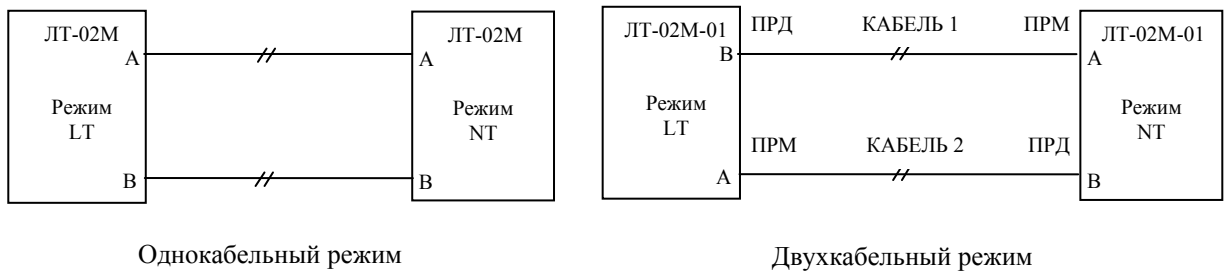 ЛТ-02М
А
Режим
LT
В
ЛТ-02М
А
Режим
NT
В
Однокабельный режим
ЛТ-02М-01
В
Режим
LT
А
ПРД КАБЕЛЬ 1 ПРМ
ПРМ КАБЕЛЬ 2 ПРД
ЛТ-02М-01
А
Режим
NT
В
Двухкабельный режим